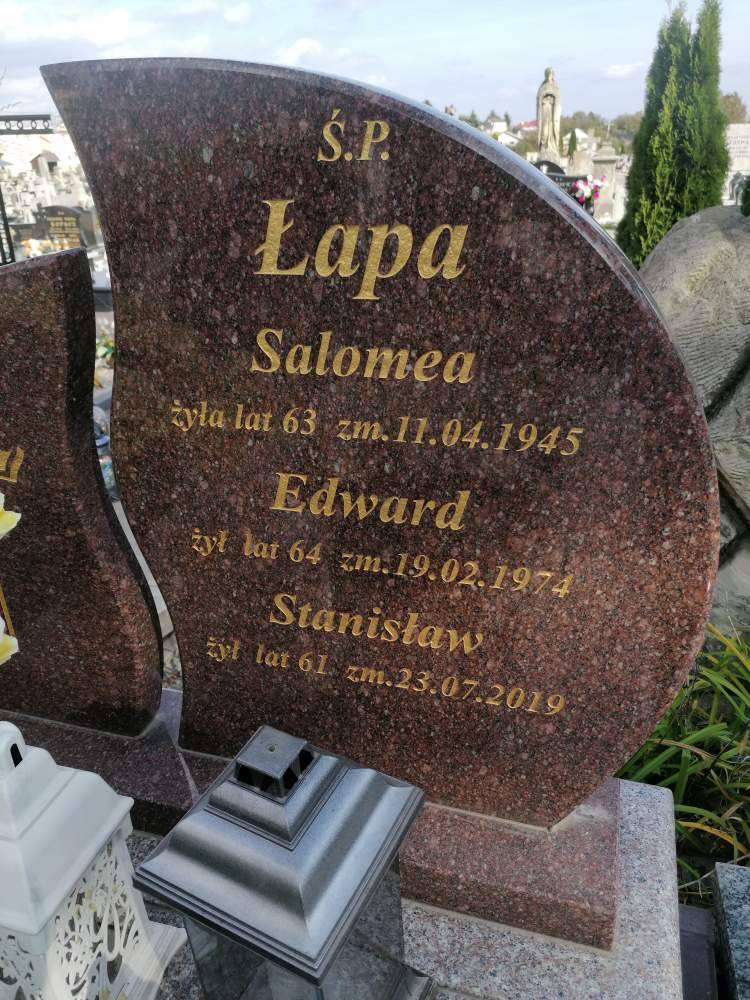 Ś.P.
Łapa
Salomea
żyła lat 63 zm.11.04.1945
Edward
żył lat 64 zm.19.02.1974
Stanisław
żył lat 61 zm.23.07.2019